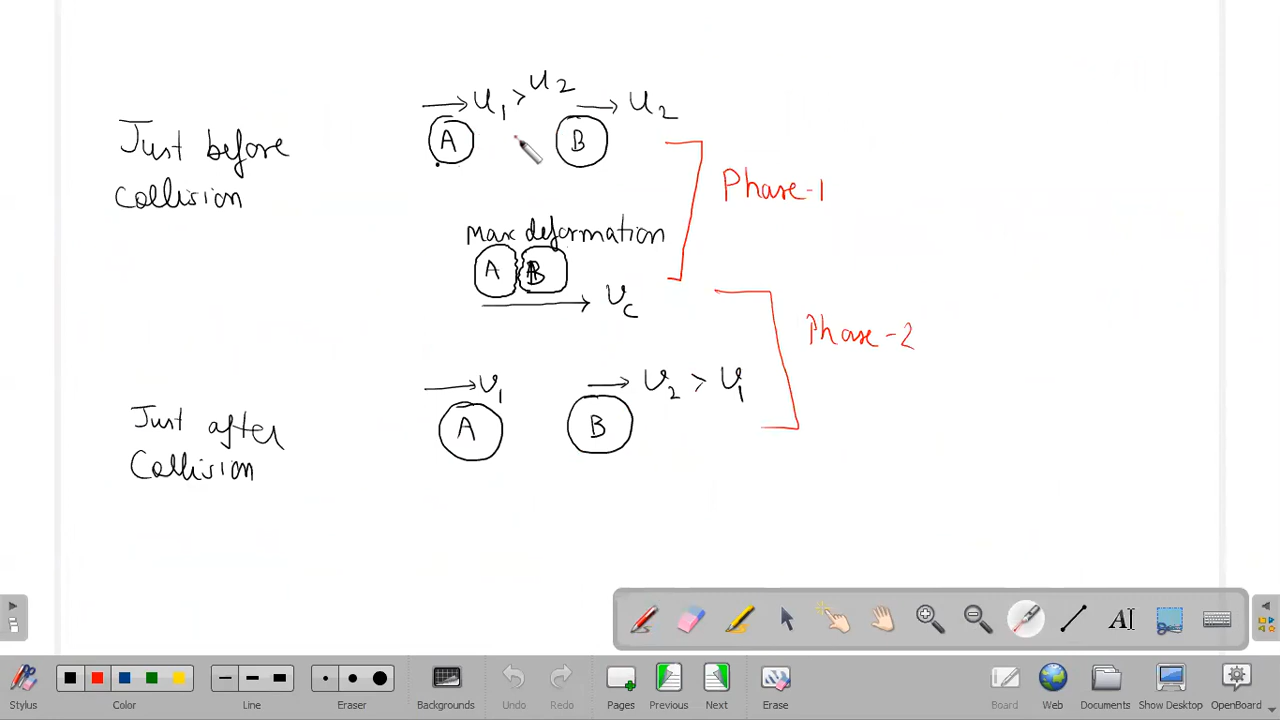 u₁ > u₂
u₂
A
B
Just before
collision
Phase-1
Max deformation
A
B
v_c
Phase-2
v₁
v₂ > v₁
A
B
Just after
Collision
Stylus
Color
Line
Eraser
Backgrounds
Undo
Redo
Pages
Previous
Next
Erase
Board
Web
Documents
Show Desktop
OpenBoard